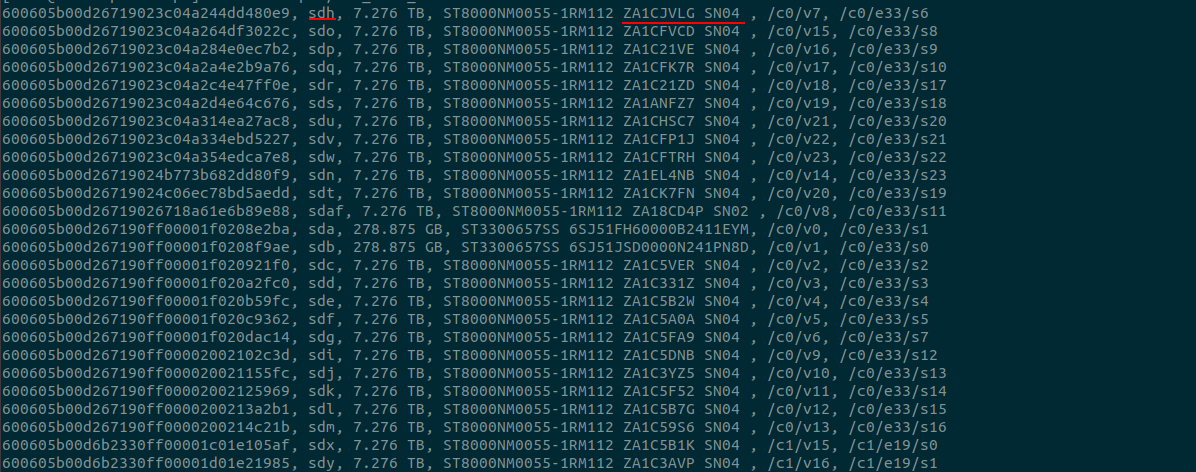 600605b00d26719023c04a244dd480e9, sdh, 7.276 TB, ST8000NM0055-1RM112 ZA1CJVLG SN04 , /c0/v7, /c0/e33/s6
600605b00d26719023c04a264df3022c, sdo, 7.276 TB, ST8000NM0055-1RM112 ZA1CFVCD SN04 , /c0/v15, /c0/e33/s8
600605b00d26719023c04a284e0ec7b2, sdp, 7.276 TB, ST8000NM0055-1RM112 ZA1C21VE SN04 , /c0/v16, /c0/e33/s9
600605b00d26719023c04a2a4e2b9a76, sdq, 7.276 TB, ST8000NM0055-1RM112 ZA1CFK7R SN04 , /c0/v17, /c0/e33/s10
600605b00d26719023c04a2c4e47ff0e, sdr, 7.276 TB, ST8000NM0055-1RM112 ZA1C21ZD SN04 , /c0/v18, /c0/e33/s17
600605b00d26719023c04a2d4e64c676, sds, 7.276 TB, ST8000NM0055-1RM112 ZA1ANFZ7 SN04 , /c0/v19, /c0/e33/s18
600605b00d26719023c04a314ea27ac8, sdu, 7.276 TB, ST8000NM0055-1RM112 ZA1CHSC7 SN04 , /c0/v21, /c0/e33/s20
600605b00d26719023c04a334ebd5227, sdv, 7.276 TB, ST8000NM0055-1RM112 ZA1CFP1J SN04 , /c0/v22, /c0/e33/s21
600605b00d26719023c04a354edca7e8, sdw, 7.276 TB, ST8000NM0055-1RM112 ZA1CFTRH SN04 , /c0/v23, /c0/e33/s22
600605b00d26719024b773b682dd80f9, sdn, 7.276 TB, ST8000NM0055-1RM112 ZA1EL4NB SN04 , /c0/v14, /c0/e33/s23
600605b00d26719024c06ec78bd5aedd, sdt, 7.276 TB, ST8000NM0055-1RM112 ZA1CK7FN SN04 , /c0/v20, /c0/e33/s19
600605b00d26719026718a61e6b89e88, sdaf, 7.276 TB, ST8000NM0055-1RM112 ZA18CD4P SN02 , /c0/v8, /c0/e33/s11
600605b00d267190ff00001f0208e2ba, sda, 278.875 GB, ST3300657SS 6SJ51FH60000B2411EYM, /c0/v0, /c0/e33/s1
600605b00d267190ff00001f0208f9ae, sdb, 278.875 GB, ST3300657SS 6SJ51JSD0000N241PN8D, /c0/v1, /c0/e33/s0
600605b00d267190ff00001f020921f0, sdc, 7.276 TB, ST8000NM0055-1RM112 ZA1C5VER SN04 , /c0/v2, /c0/e33/s2
600605b00d267190ff00001f020a2fc0, sdd, 7.276 TB, ST8000NM0055-1RM112 ZA1C331Z SN04 , /c0/v3, /c0/e33/s3
600605b00d267190ff00001f020b59fc, sde, 7.276 TB, ST8000NM0055-1RM112 ZA1C5B2W SN04 , /c0/v4, /c0/e33/s4
600605b00d267190ff00001f020c9362, sdf, 7.276 TB, ST8000NM0055-1RM112 ZA1C5A0A SN04 , /c0/v5, /c0/e33/s5
600605b00d267190ff00001f020dac14, sdg, 7.276 TB, ST8000NM0055-1RM112 ZA1C5FA9 SN04 , /c0/v6, /c0/e33/s7
600605b00d267190ff00002002102c3d, sdi, 7.276 TB, ST8000NM0055-1RM112 ZA1C5DNB SN04 , /c0/v9, /c0/e33/s12
600605b00d267190ff000020021155fc, sdj, 7.276 TB, ST8000NM0055-1RM112 ZA1C3YZ5 SN04 , /c0/v10, /c0/e33/s13
600605b00d267190ff00002002125969, sdk, 7.276 TB, ST8000NM0055-1RM112 ZA1C5F52 SN04 , /c0/v11, /c0/e33/s14
600605b00d267190ff0000200213a2b1, sdl, 7.276 TB, ST8000NM0055-1RM112 ZA1C5B7G SN04 , /c0/v12, /c0/e33/s15
600605b00d267190ff0000200214c21b, sdm, 7.276 TB, ST8000NM0055-1RM112 ZA1C59S6 SN04 , /c0/v13, /c0/e33/s16
600605b00d6b2330ff00001c01e105af, sdx, 7.276 TB, ST8000NM0055-1RM112 ZA1C5B1K SN04 , /c1/v15, /c1/e19/s0
600605b00d6b2330ff00001d01e21985, sdy, 7.276 TB, ST8000NM0055-1RM112 ZA1C3AVP SN04 , /c1/v16, /c1/e19/s1